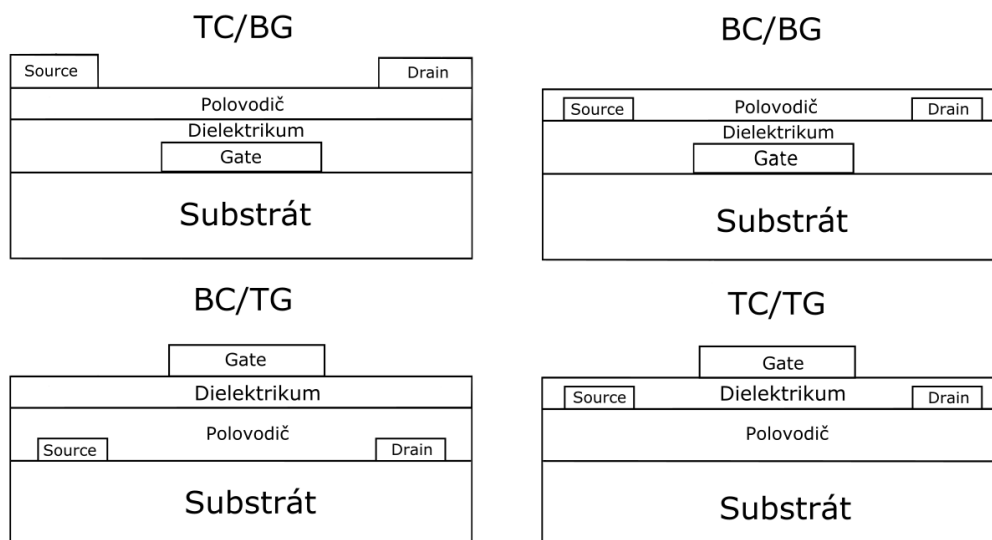 TC/BG
Source
Drain
Polovodič
Dielektrikum
Gate
Substrát
BC/BG
Source
Polovodič
Drain
Dielektrikum
Gate
Substrát
BC/TG
Gate
Dielektrikum
Polovodič
Source
Drain
Substrát
TC/TG
Gate
Source
Dielektrikum
Drain
Polovodič
Substrát